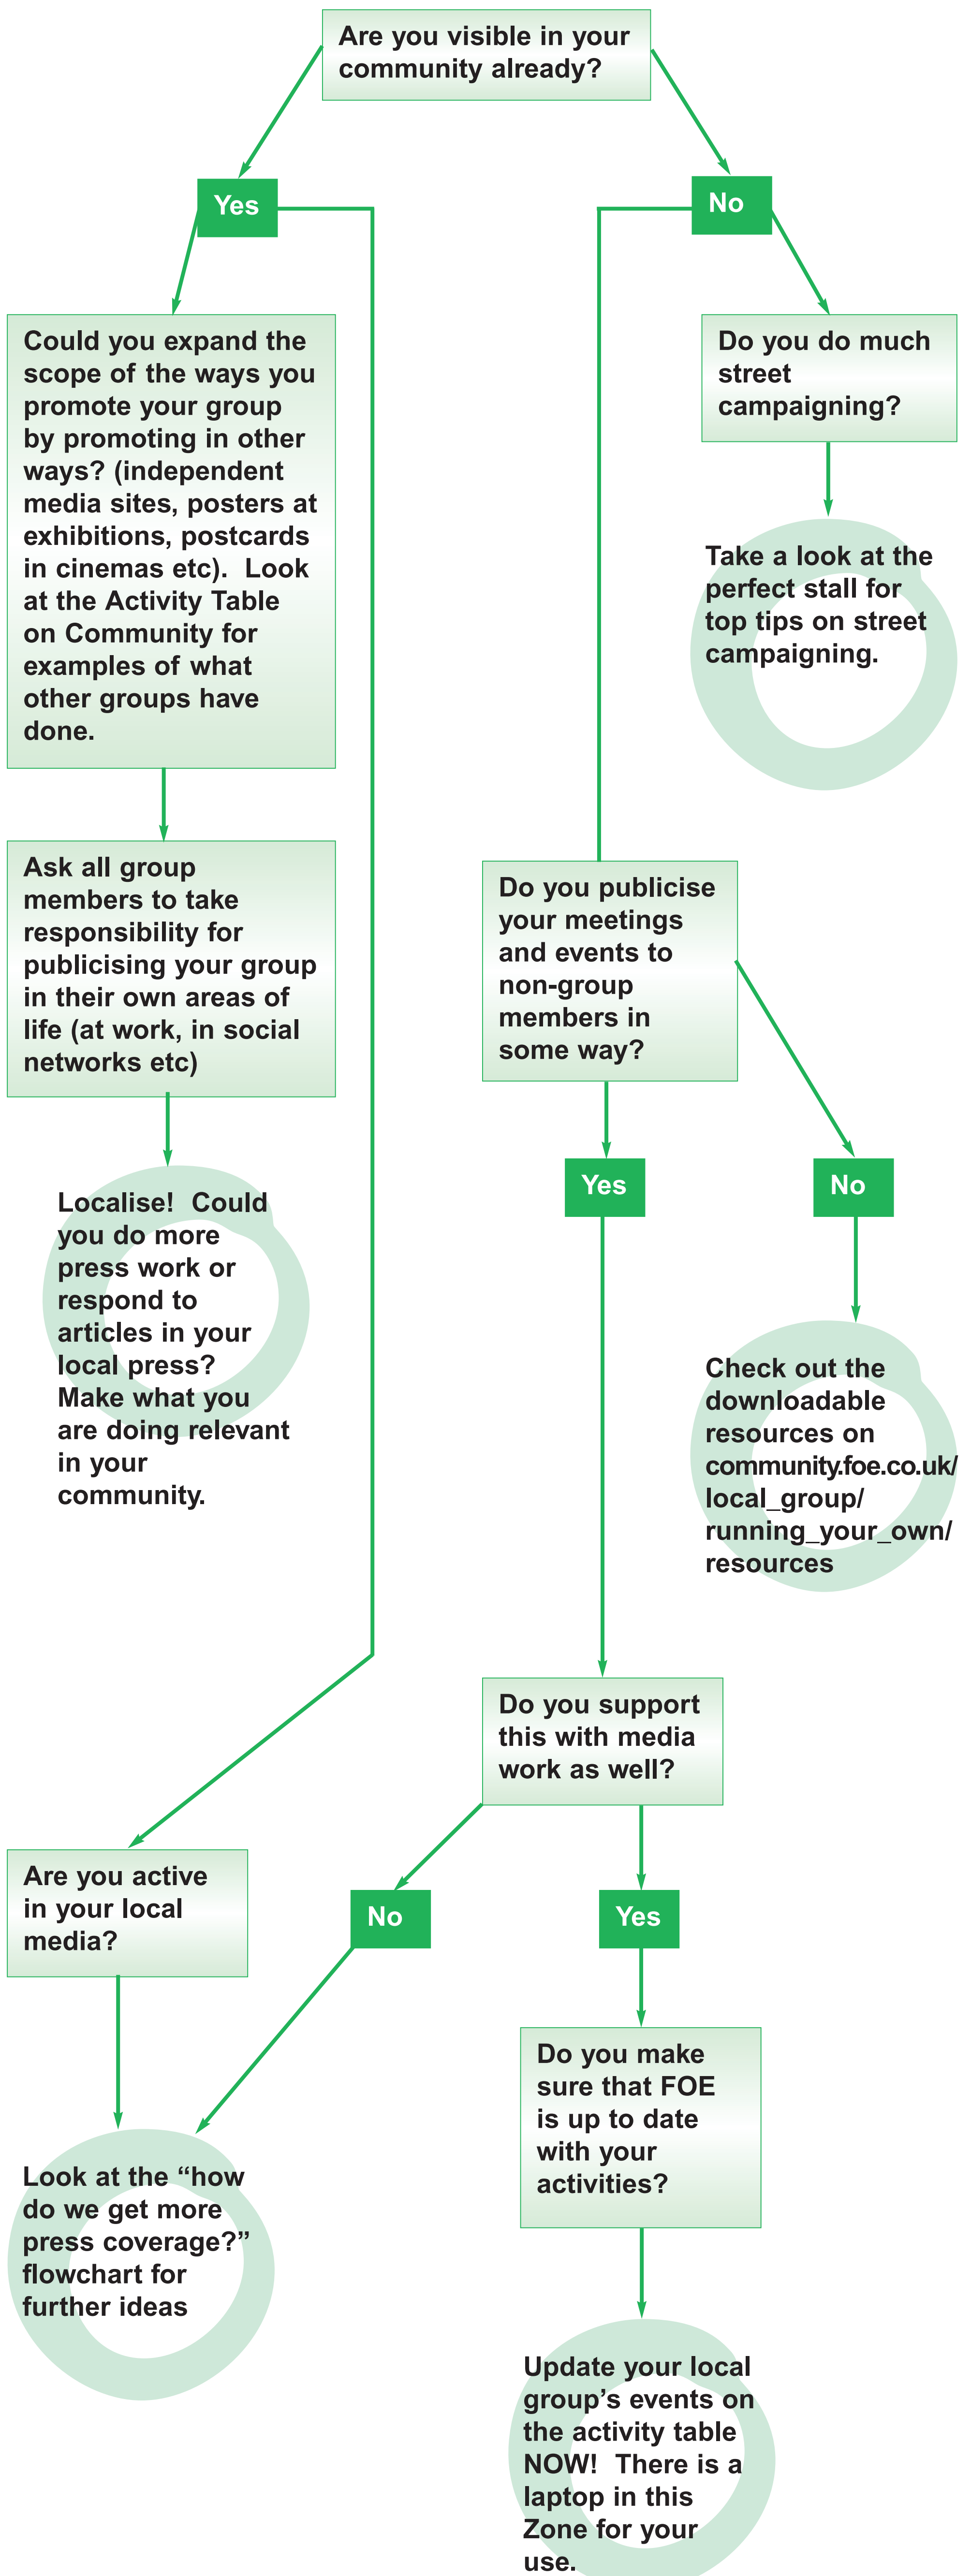 Are you visible in your
community already?
Yes
No
Could you expand the
scope of the ways you
promote your group
by promoting in other
ways? (independent
media sites, posters at
exhibitions, postcards
in cinemas etc).  Look
at the Activity Table
on Community for
examples of what
other groups have
done.
Do you do much
street
campaigning?
Take a look at the
perfect stall for
top tips on street
campaigning.
Ask all group
members to take
responsibility for
publicising your group
in their own areas of
life (at work, in social
networks etc)
Do you publicise
your meetings
and events to
non-group
members in
some way?
Yes
No
Localise!  Could
you do more
press work or
respond to
articles in your
local press?
Make what you
are doing relevant
in your
community.
Check out the
downloadable
resources on
community.foe.co.uk/
local_group/
running_your_own/
resources
Do you support
this with media
work as well?
Are you active
in your local
media?
No
Yes
Do you make
sure that FOE
is up to date
with your
activities?
Look at the “how
do we get more
press coverage?”
flowchart for
further ideas
Update your local
group’s events on
the activity table
NOW!  There is a
laptop in this
Zone for your
use.